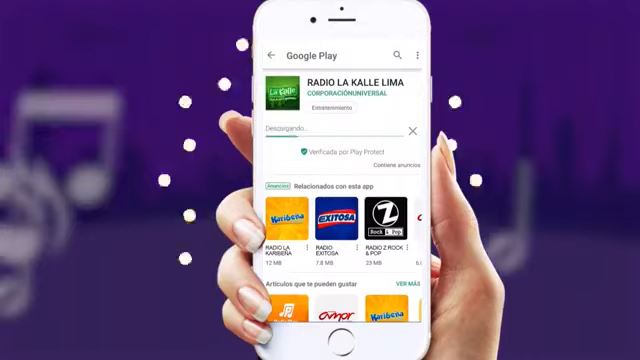 Google Play
La Kalle
RADIO LA KALLE LIMA
CORPORACIÓNUNIVERSAL
Entretenimiento
Descargando...
Verificada por Play Protect
Contiene anuncios
Anuncios Relacionados con esta app
Karibeña
EXITOSA
Z
Rock & Pop
RADIO LA KARIBEÑA
12 MB
RADIO EXITOSA
7.8 MB
RADIO Z ROCK & POP
23 MB
Artículos que te pueden gustar
VER MÁS
amor
Karibeña